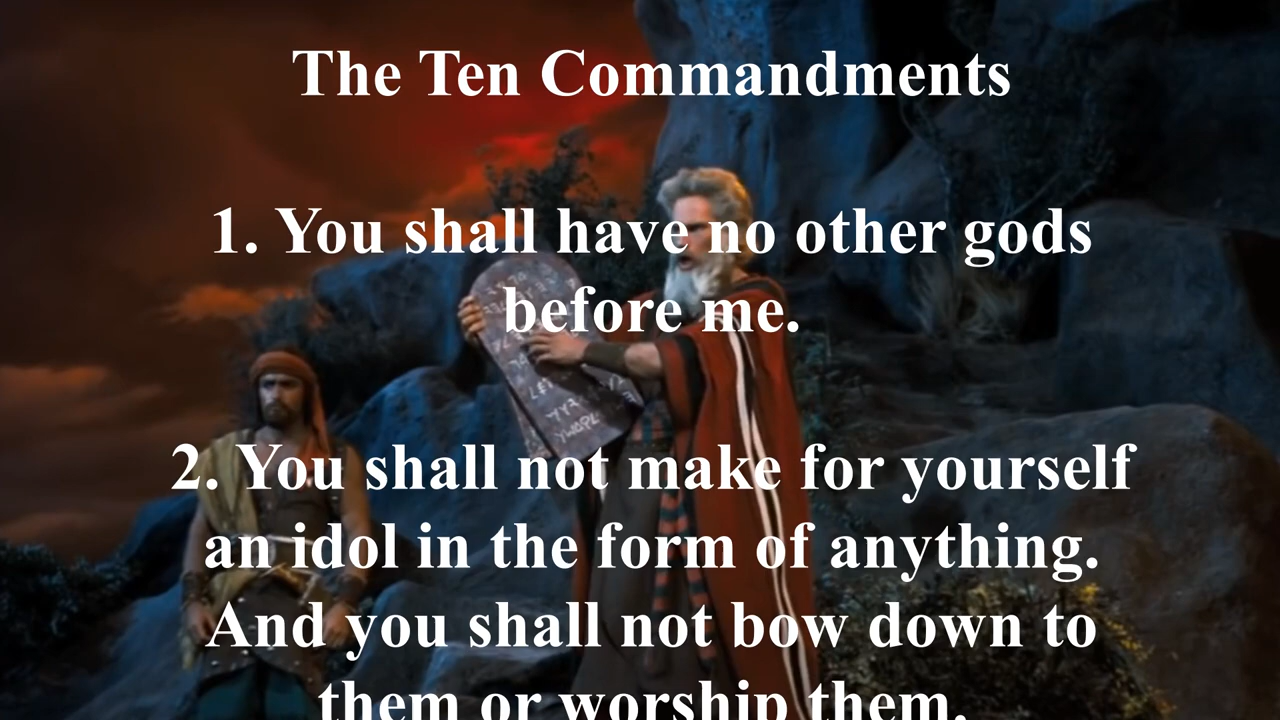 The Ten Commandments
1. You shall have no other gods
before me.
2. You shall not make for yourself
an idol in the form of anything.
And you shall not bow down to
them or worship them.